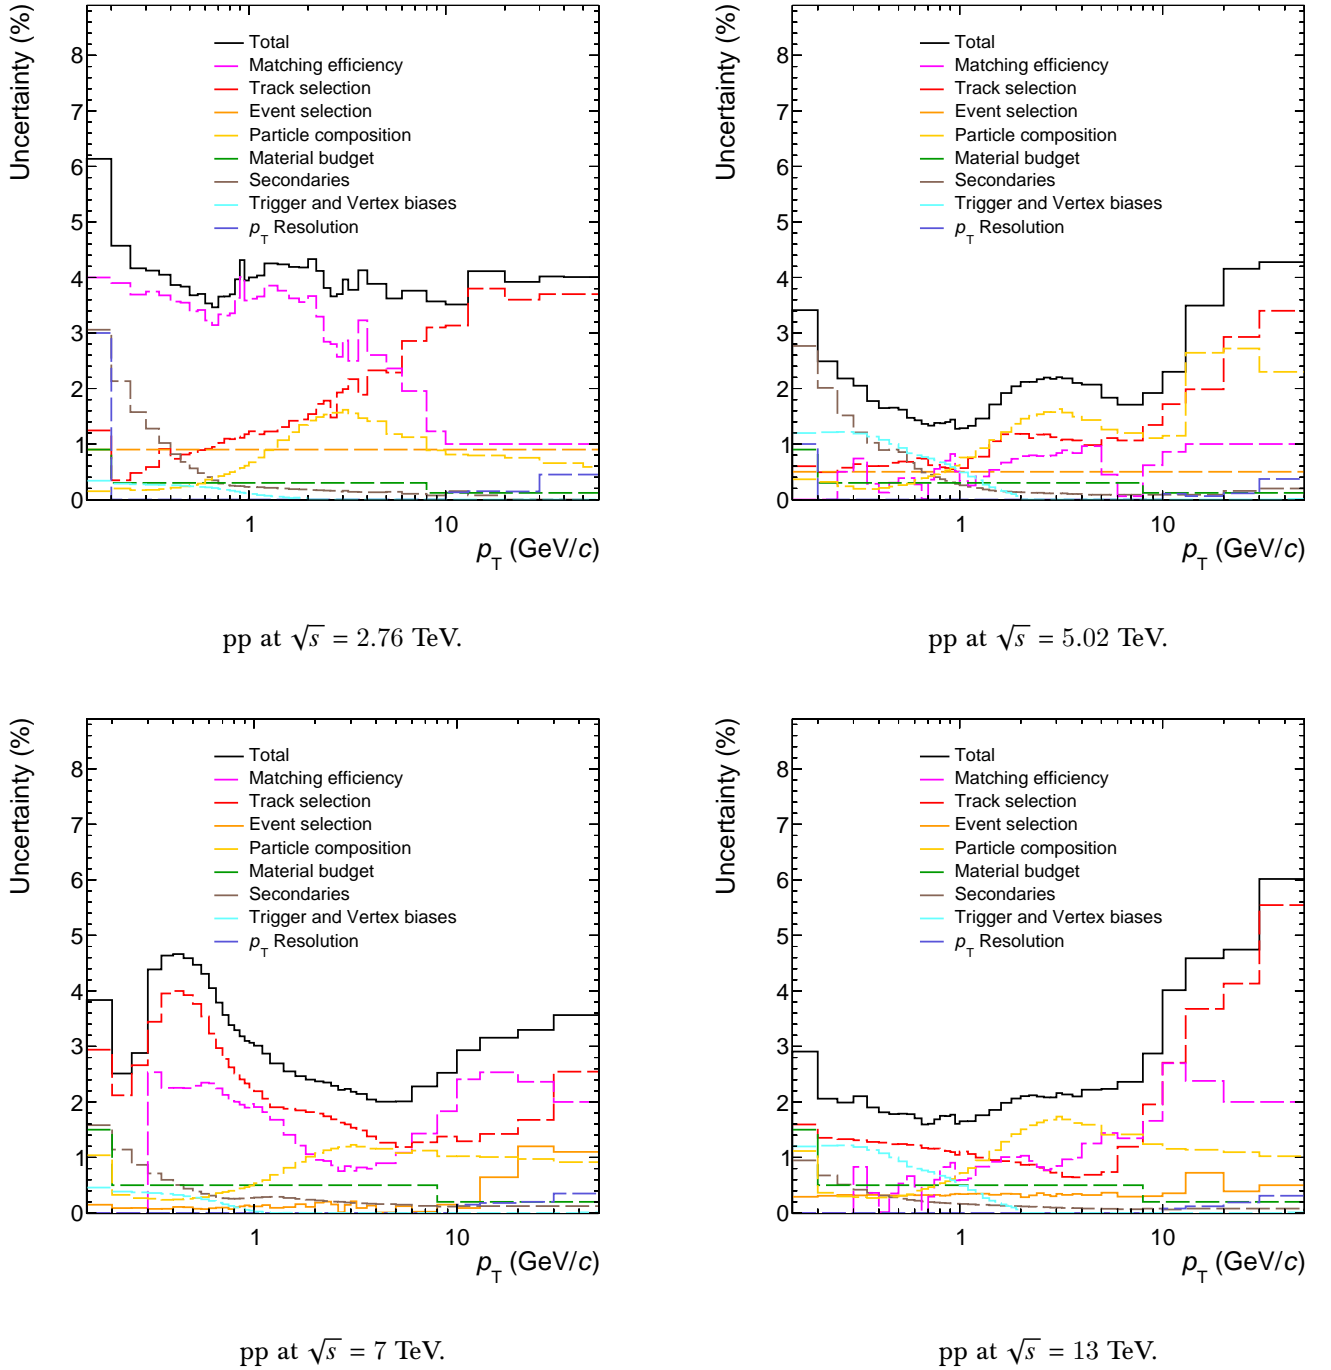 Uncertainty (%)
8
7
6
5
4
3
2
1
0
Total
Matching efficiency
Track selection
Event selection
Particle composition
Material budget
Secondaries
Trigger and Vertex biases
pT Resolution
1 10
pT (GeV/c)
pp at √s = 2.76 TeV.
Uncertainty (%)
8
7
6
5
4
3
2
1
0
Total
Matching efficiency
Track selection
Event selection
Particle composition
Material budget
Secondaries
Trigger and Vertex biases
pT Resolution
1 10
pT (GeV/c)
pp at √s = 5.02 TeV.
Uncertainty (%)
8
7
6
5
4
3
2
1
0
Total
Matching efficiency
Track selection
Event selection
Particle composition
Material budget
Secondaries
Trigger and Vertex biases
pT Resolution
1 10
pT (GeV/c)
pp at √s = 7 TeV.
Uncertainty (%)
8
7
6
5
4
3
2
1
0
Total
Matching efficiency
Track selection
Event selection
Particle composition
Material budget
Secondaries
Trigger and Vertex biases
pT Resolution
1 10
pT (GeV/c)
pp at √s = 13 TeV.